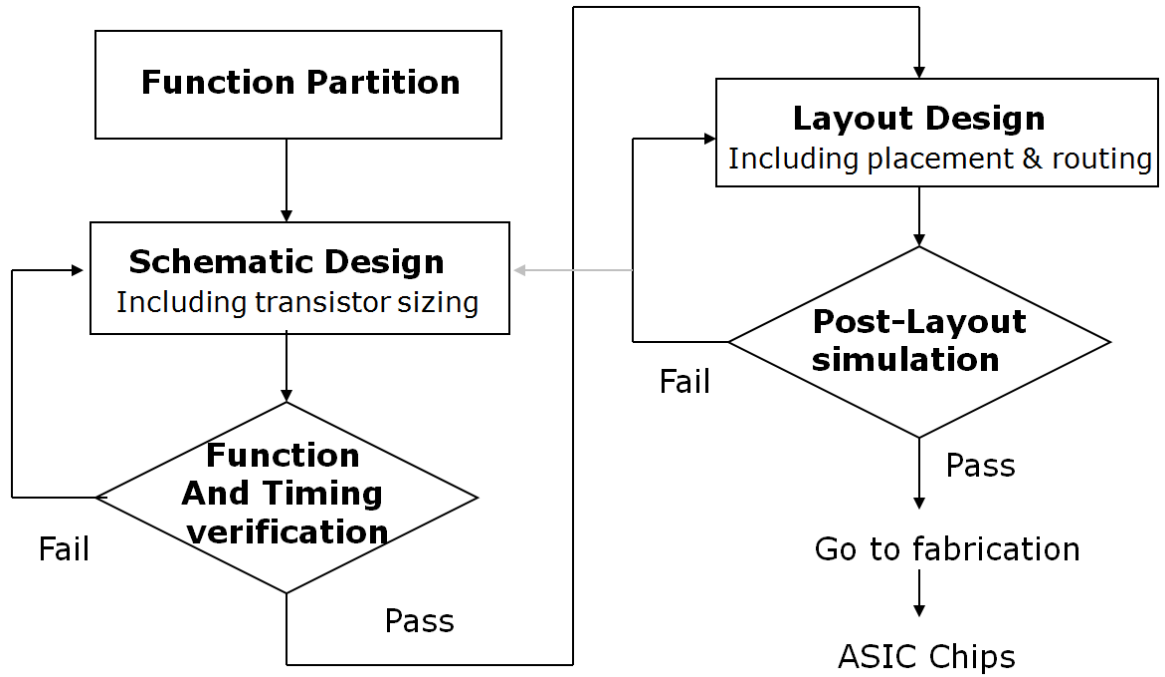 Function Partition
Schematic Design
Including transistor sizing
Function
And Timing
verification
Fail
Pass
Layout Design
Including placement & routing
Post-Layout
simulation
Fail
Pass
Go to fabrication
ASIC Chips